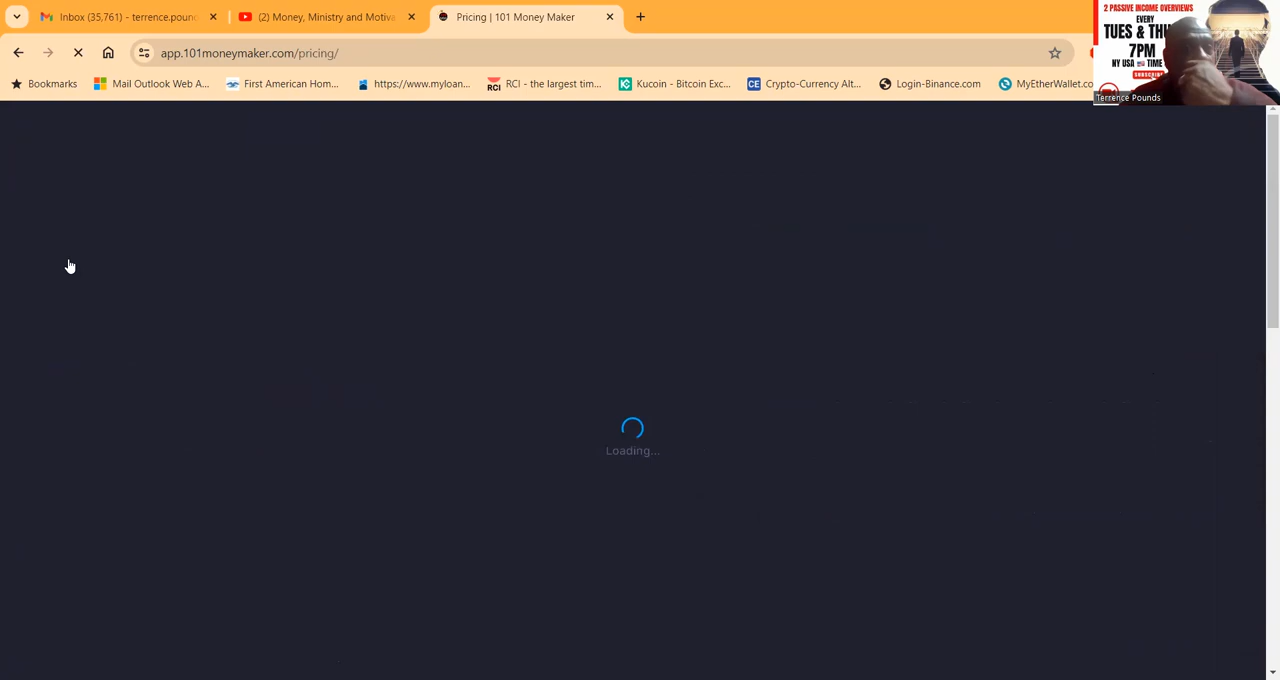 Inbox (35,761) - terrence.poun
(2) Money, Ministry and Motiva
Pricing | 101 Money Maker
app.101moneymaker.com/pricing/
Bookmarks
Mail Outlook Web A...
First American Hom...
https://www.myloan...
RCI - the largest tim...
Kucoin - Bitcoin Exc...
Crypto-Currency Alt...
Login-Binance.com
MyEtherWallet.co
2 PASSIVE INCOME OVERVIEWS
EVERY
TUES & THU
7PM
NY USA TIME
SUBSCRIBE
Terrence Pounds
Loading...